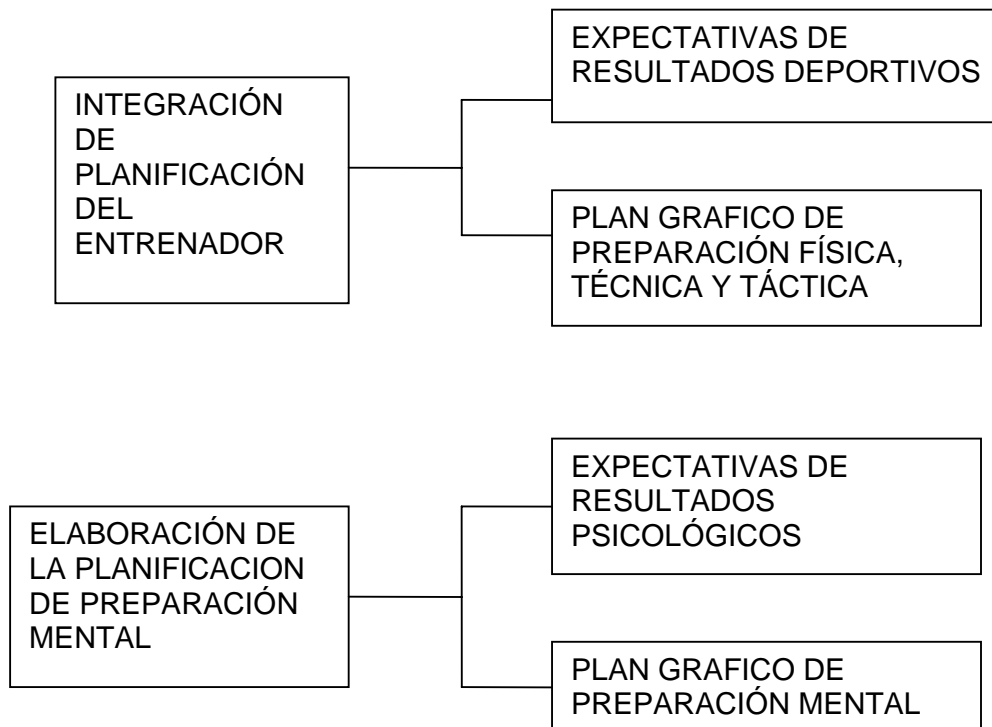 INTEGRACIÓN
DE
PLANIFICACIÓN
DEL
ENTRENADOR
EXPECTATIVAS DE
RESULTADOS DEPORTIVOS
PLAN GRAFICO DE
PREPARACIÓN FÍSICA,
TÉCNICA Y TÁCTICA
ELABORACIÓN DE
LA PLANIFICACION
DE PREPARACIÓN
MENTAL
EXPECTATIVAS DE
RESULTADOS
PSICOLÓGICOS
PLAN GRAFICO DE
PREPARACIÓN MENTAL